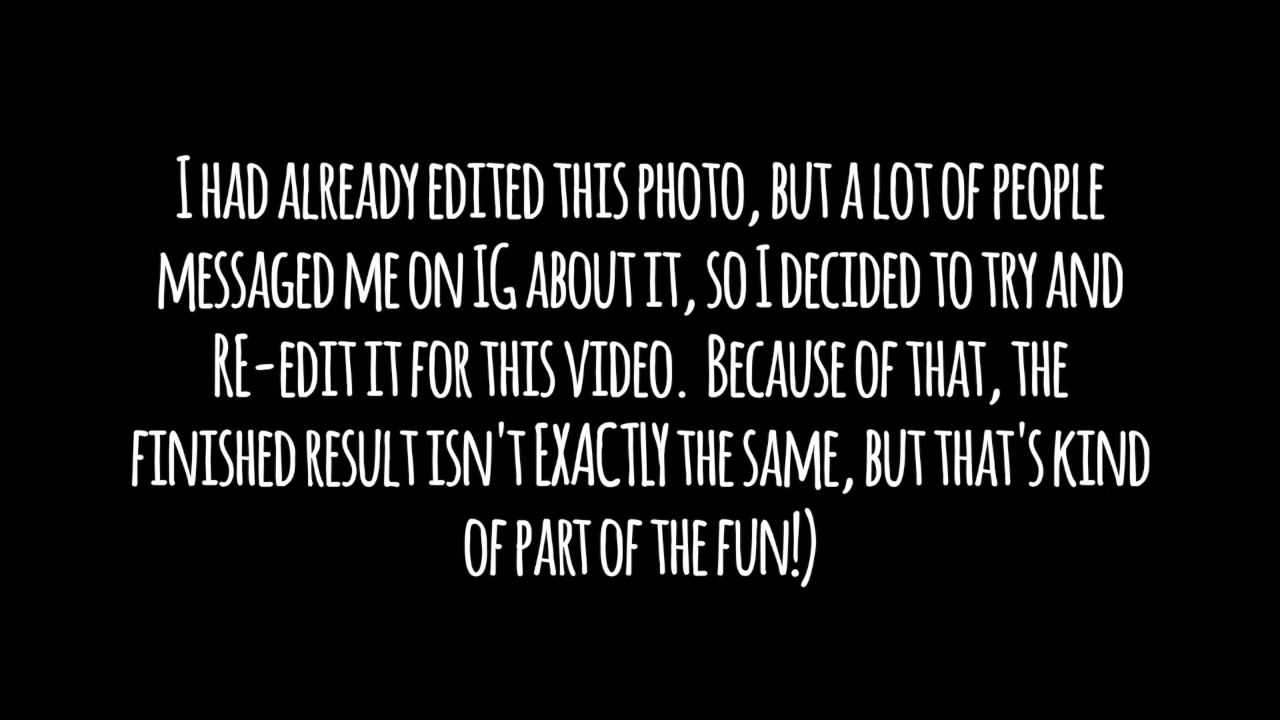 I had already edited this photo, but a lot of people
messaged me on IG about it, so I decided to try and
RE-edit it for this video.  Because of that, the
finished result isn't EXACTLY the same, but that's kind
of part of the fun!)